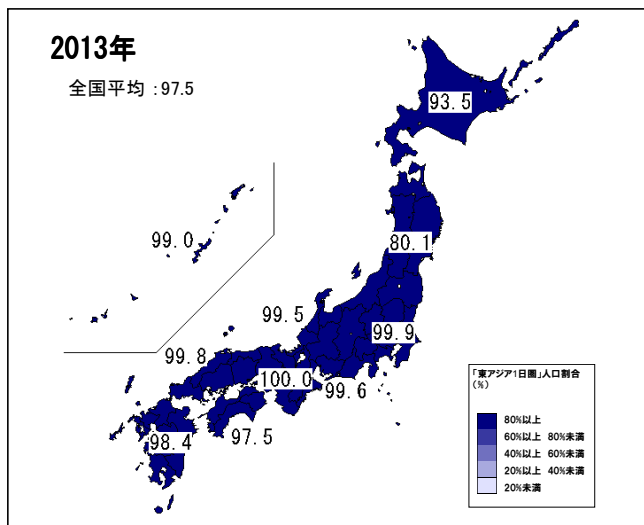 2013年
全国平均 :97.5
93.5
99.0
80.1
99.5
99.9
99.8
100.0
99.6
98.4
97.5
「東アジア1日圏」人口割合
(%)
80%以上
60%以上 80%未満
40%以上 60%未満
20%以上 40%未満
20%未満